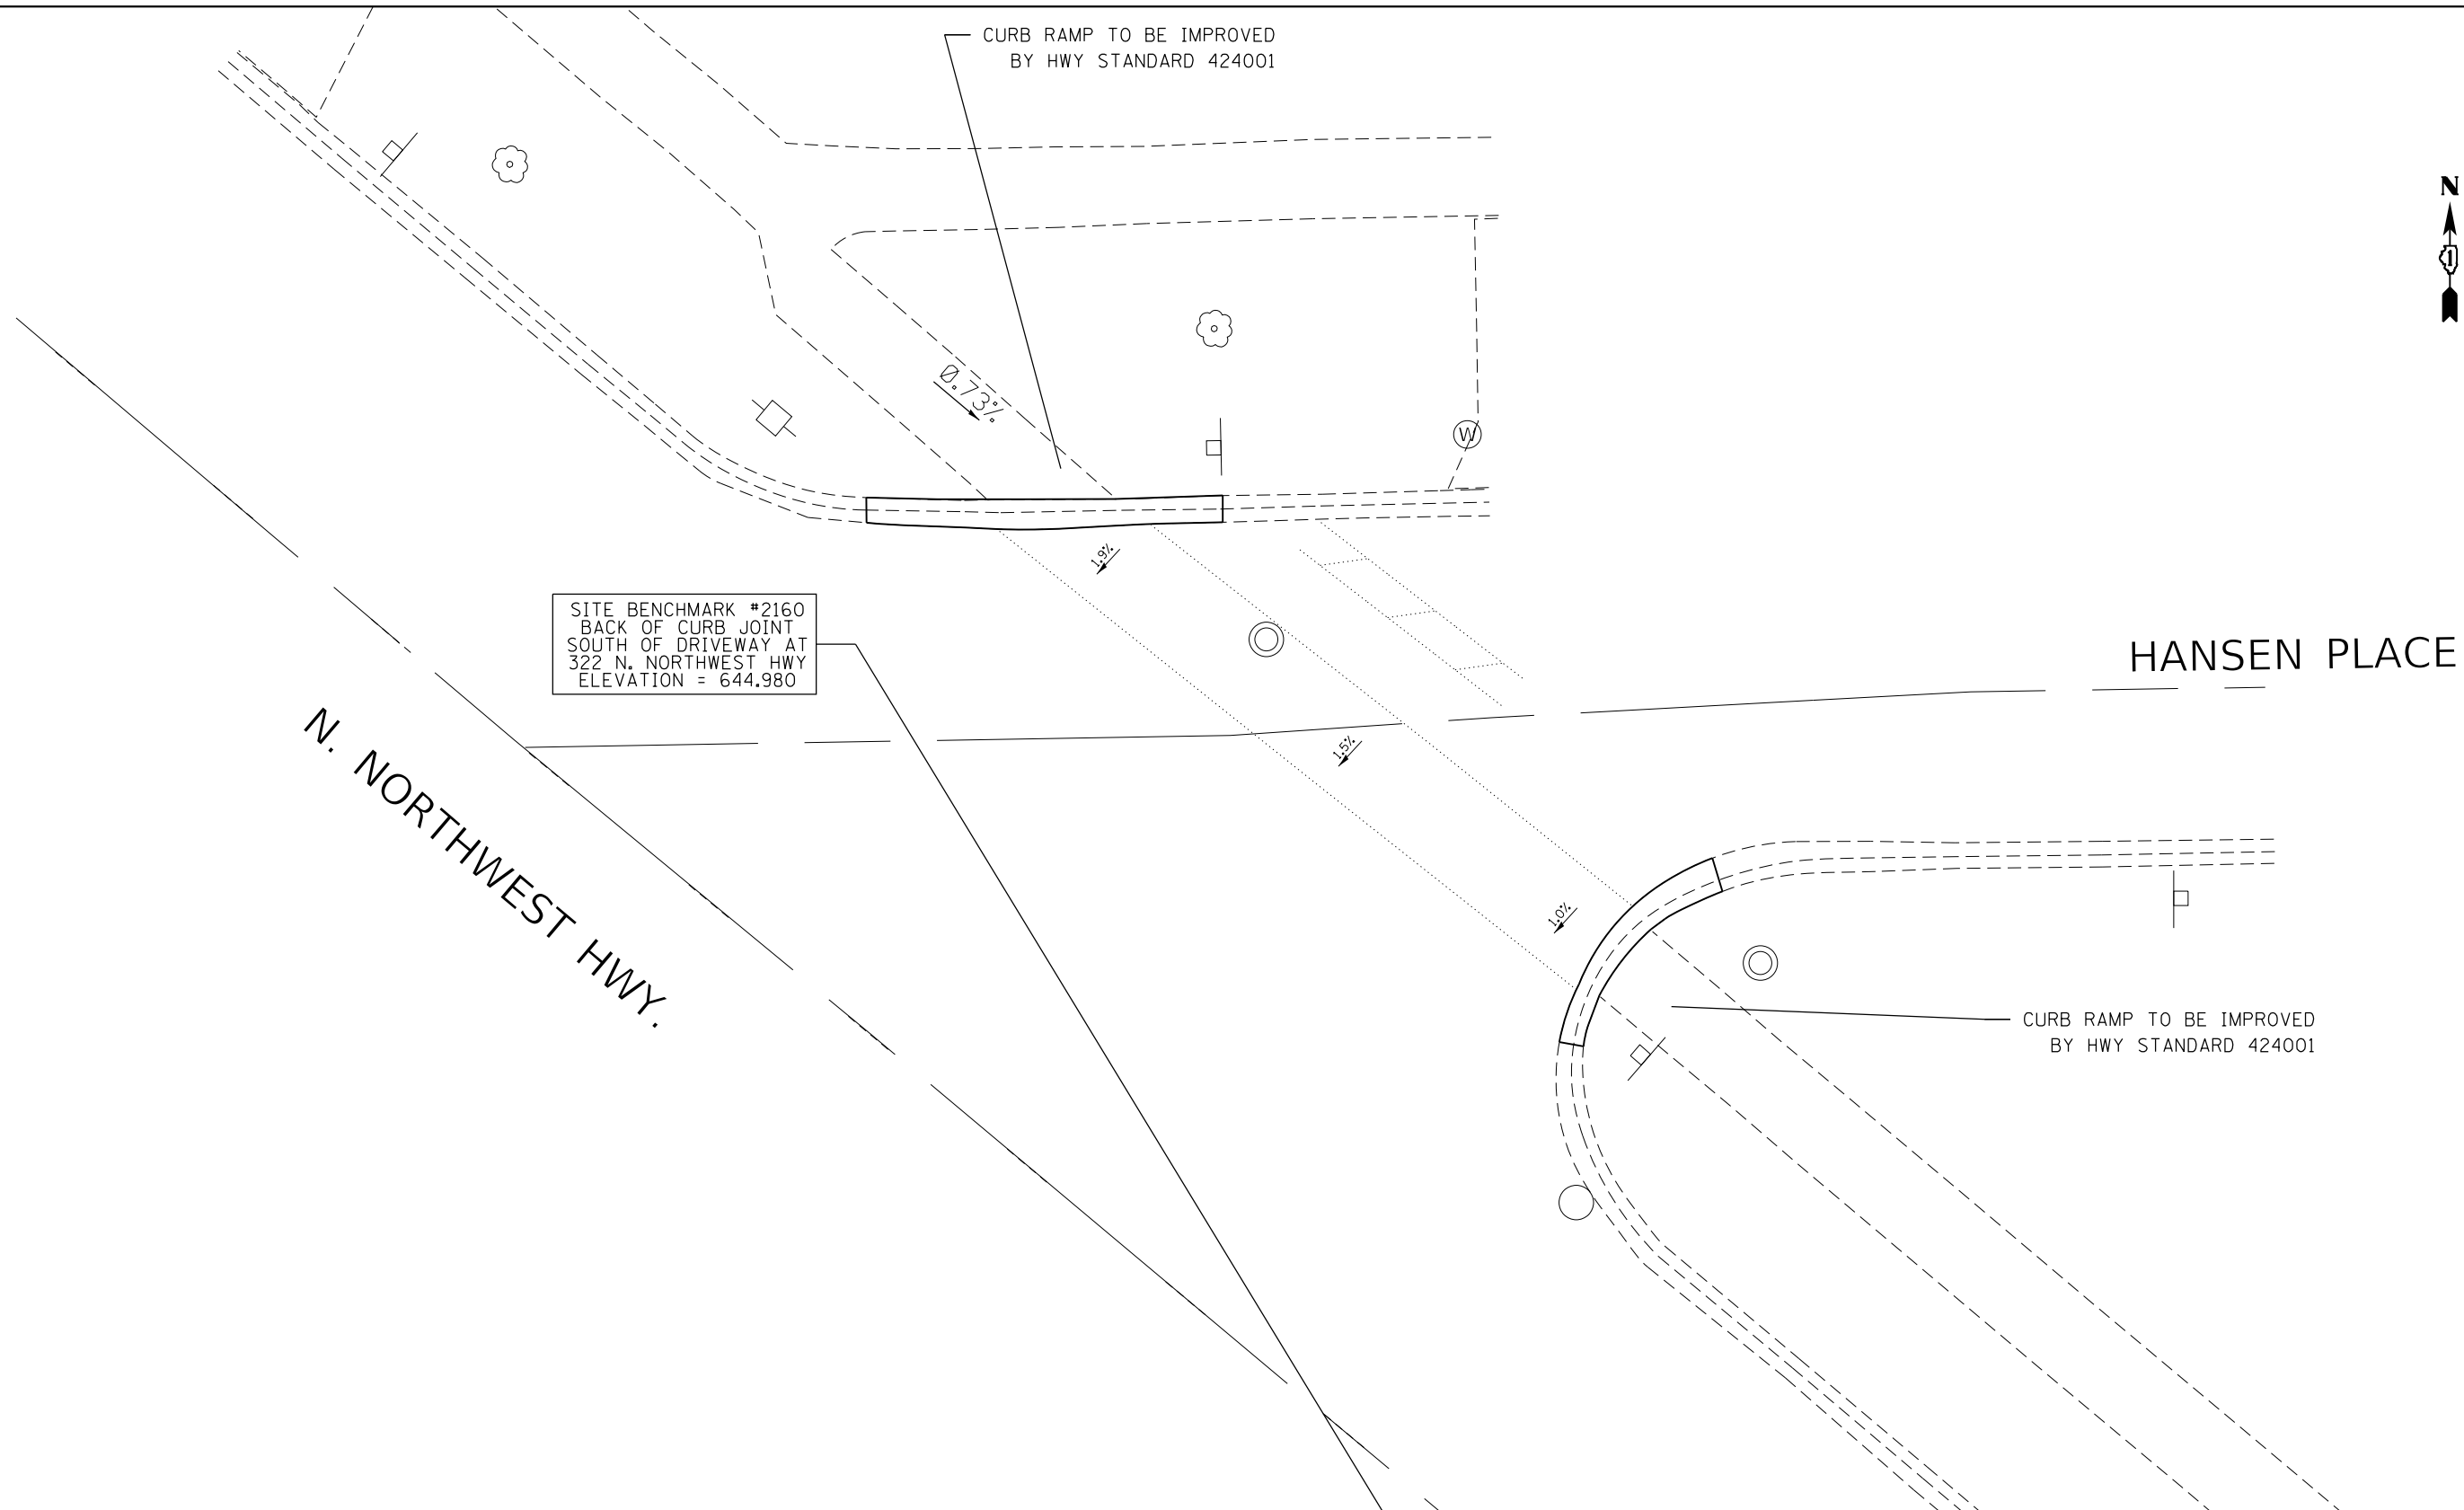 CURB RAMP TO BE IMPROVED
BY HWY STANDARD 424001
N
0.73%
W
1.9%
SITE BENCHMARK #2160
BACK OF CURB JOINT
SOUTH OF DRIVEWAY AT
322 N. NORTHWEST HWY
ELEVATION = 644.980
HANSEN PLACE
N. NORTHWEST HWY.
1.5%
1.0%
CURB RAMP TO BE IMPROVED
BY HWY STANDARD 424001